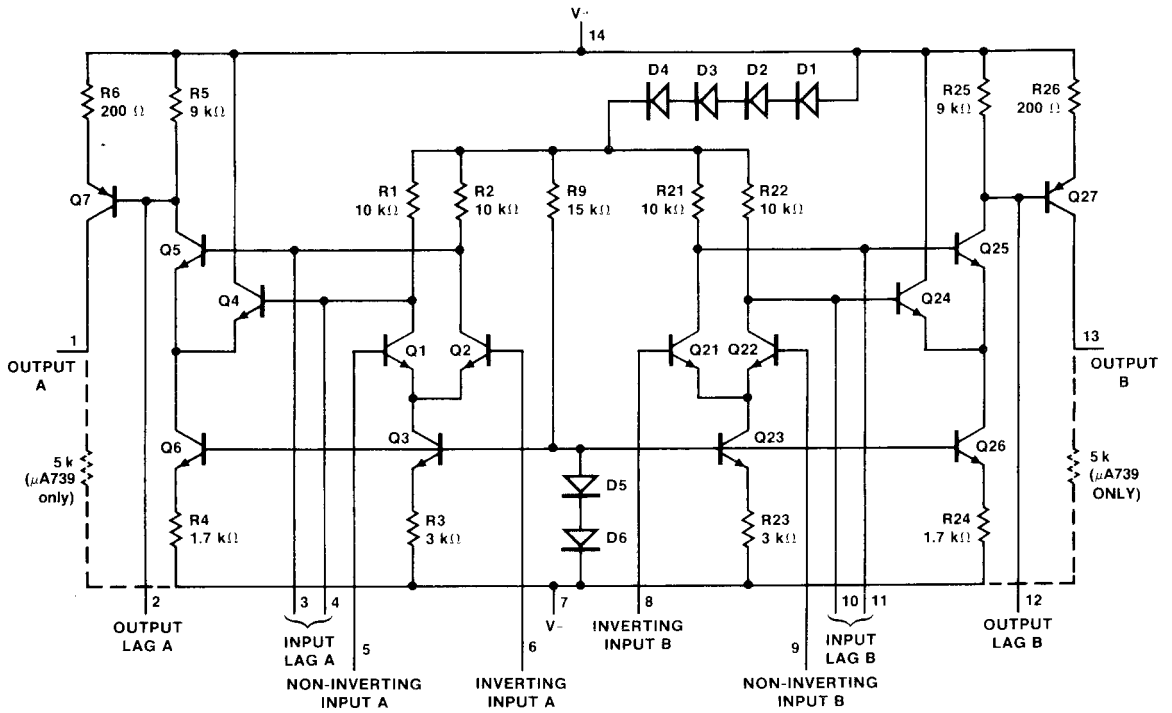 V-
14
D4 D3 D2 D1
R6
200 Ω
R5
9 kΩ
R25
9 kΩ
R26
200 Ω
Q7
R1
10 kΩ
R2
10 kΩ
R9
15 kΩ
R21
10 kΩ
R22
10 kΩ
Q27
Q5
Q25
Q4
Q24
1
OUTPUT
A
Q1
Q2
Q21
Q22
13
OUTPUT
B
Q6
Q3
Q23
Q26
5 k
(μA739
only)
D5
5 k
(μA739
ONLY)
R4
1.7 kΩ
R3
3 kΩ
D6
R23
3 kΩ
R24
1.7 kΩ
2
OUTPUT
LAG A
3 4
INPUT
LAG A
7
V-
8
INVERTING
INPUT B
10 11
INPUT
LAG B
12
OUTPUT
LAG B
5
NON-INVERTING
INPUT A
6
INVERTING
INPUT A
9
NON-INVERTING
INPUT B